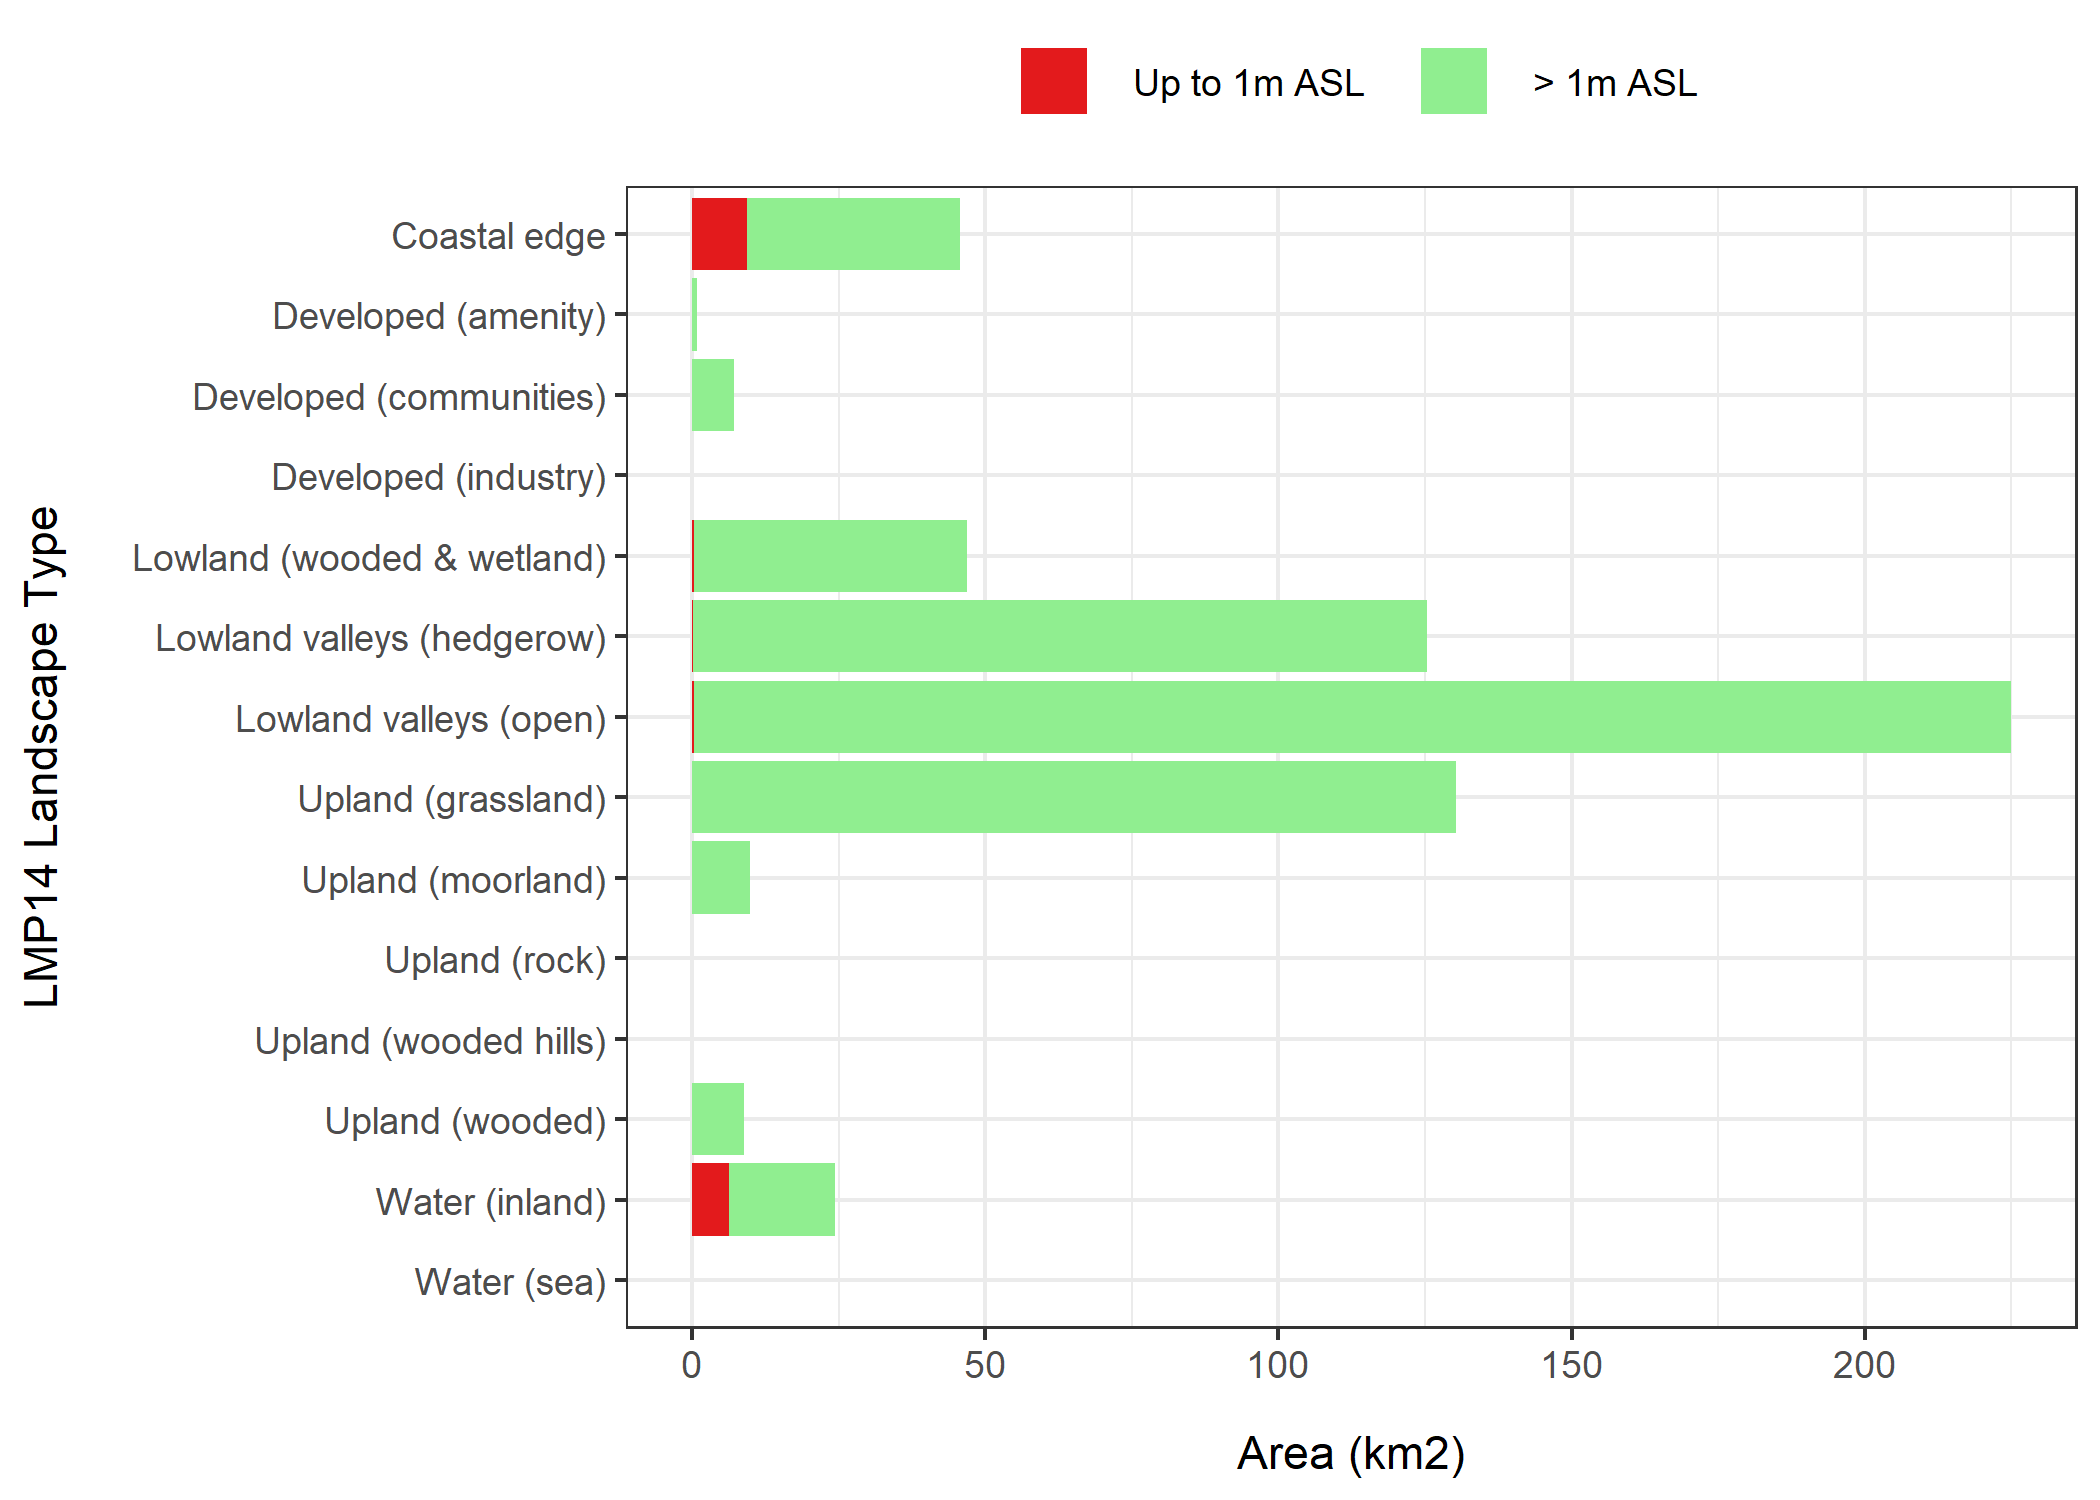 Up to 1m ASL > 1m ASL
LMP14 Landscape Type
Coastal edge
Developed (amenity)
Developed (communities)
Developed (industry)
Lowland (wooded & wetland)
Lowland valleys (hedgerow)
Lowland valleys (open)
Upland (grassland)
Upland (moorland)
Upland (rock)
Upland (wooded hills)
Upland (wooded)
Water (inland)
Water (sea)
0 50 100 150 200
Area (km2)